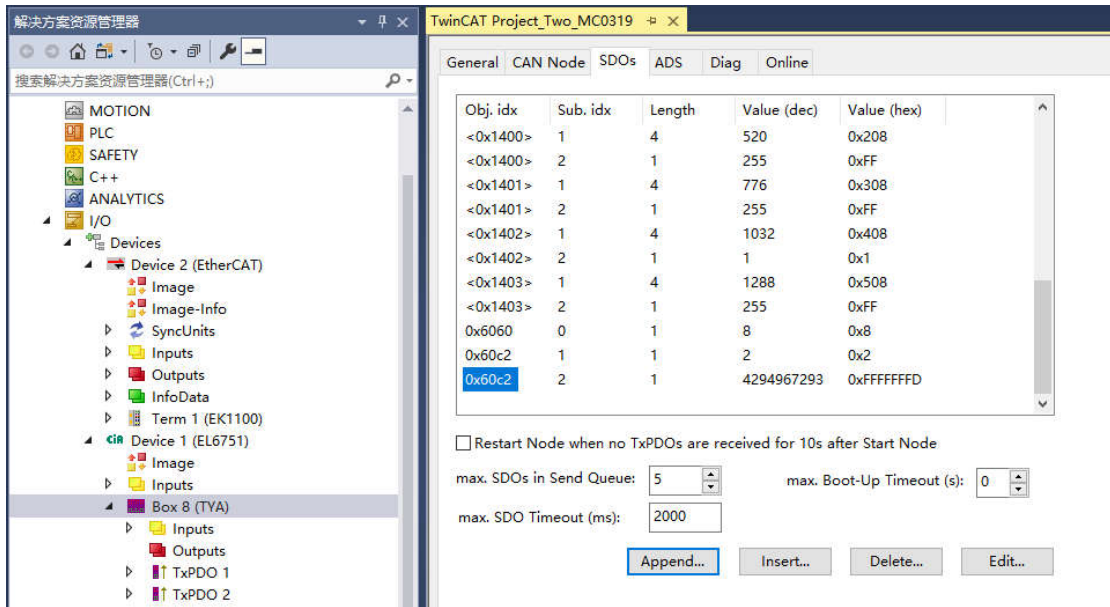 解决方案资源管理器
搜索解决方案资源管理器(Ctrl+;)
MOTION
PLC
SAFETY
C++
ANALYTICS
I/O
Devices
Device 2 (EtherCAT)
Image
Image-Info
SyncUnits
Inputs
Outputs
InfoData
Term 1 (EK1100)
CiA Device 1 (EL6751)
Image
Inputs
Box 8 (TYA)
Inputs
Outputs
TxPDO 1
TxPDO 2
TwinCAT Project_Two_MC0319
General CAN Node SDOs ADS Diag Online
Obj. idx Sub. idx Length Value (dec) Value (hex)
<0x1400> 1 4 520 0x208
<0x1400> 2 1 255 0xFF
<0x1401> 1 4 776 0x308
<0x1401> 2 1 255 0xFF
<0x1402> 1 4 1032 0x408
<0x1402> 2 1 1 0x1
<0x1403> 1 4 1288 0x508
<0x1403> 2 1 255 0xFF
0x6060 0 1 8 0x8
0x60c2 1 1 2 0x2
0x60c2 2 1 4294967293 0xFFFFFFFD
Restart Node when no TxPDOs are received for 10s after Start Node
max. SDOs in Send Queue: 5 max. Boot-Up Timeout (s): 0
max. SDO Timeout (ms): 2000
Append... Insert... Delete... Edit...